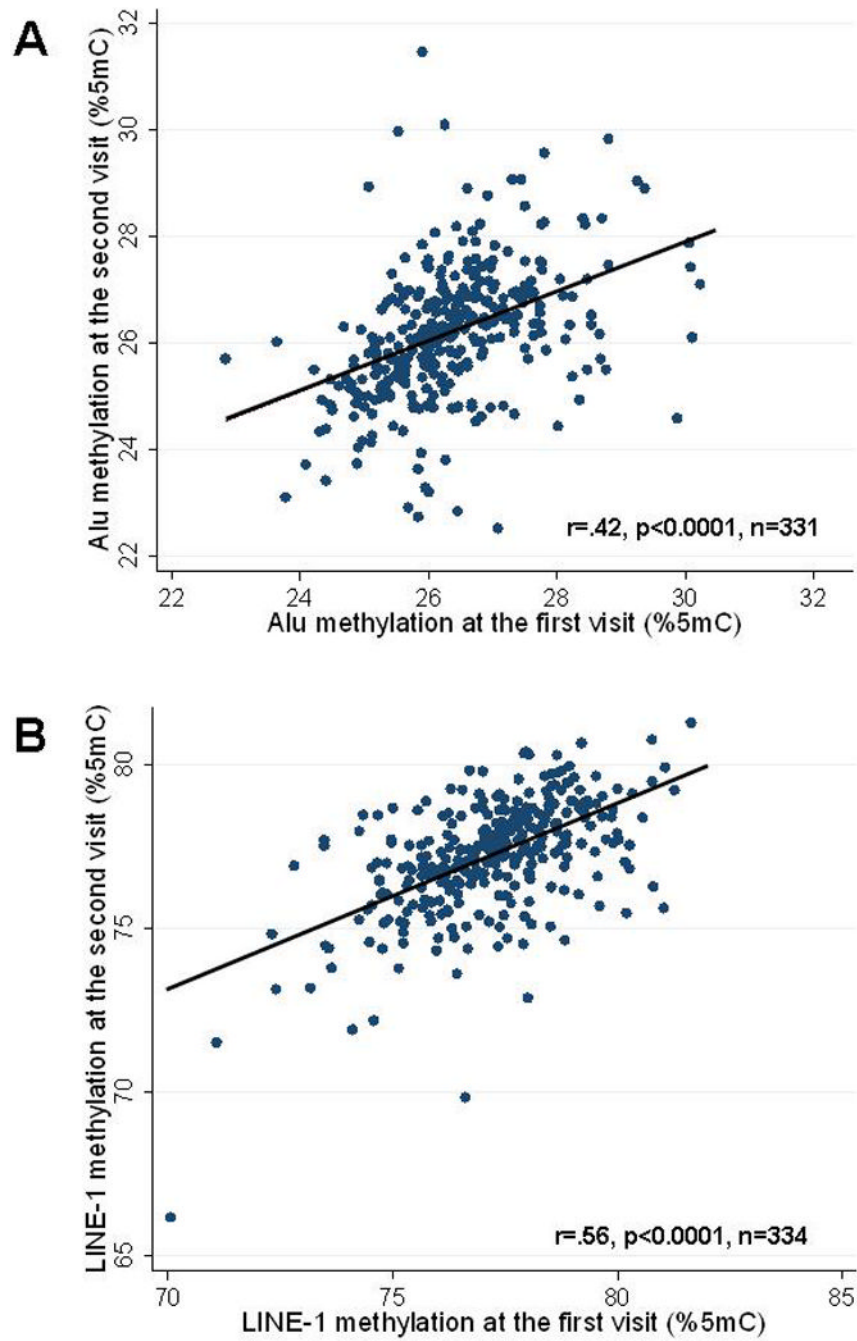 A
Alu methylation at the second visit (%5mC)
32
30
28
26
24
22
r=.42, p<0.0001, n=331
22 24 26 28 30 32
Alu methylation at the first visit (%5mC)
B
LINE-1 methylation at the second visit (%5mC)
80
75
70
65
r=.56, p<0.0001, n=334
70 75 80 85
LINE-1 methylation at the first visit (%5mC)